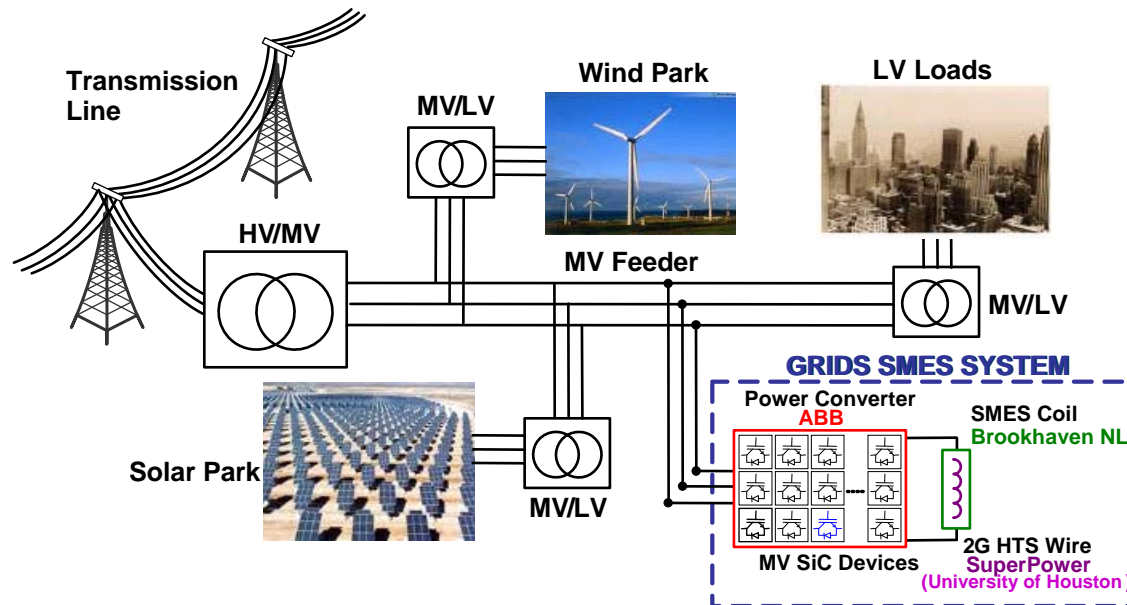 Transmission
Line
MV/LV
Wind Park
LV Loads
HV/MV
MV Feeder
MV/LV
Solar Park
MV/LV
GRIDS SMES SYSTEM
Power Converter
ABB
SMES Coil
Brookhaven NL
MV SiC Devices
2G HTS Wire
SuperPower
(University of Houston)